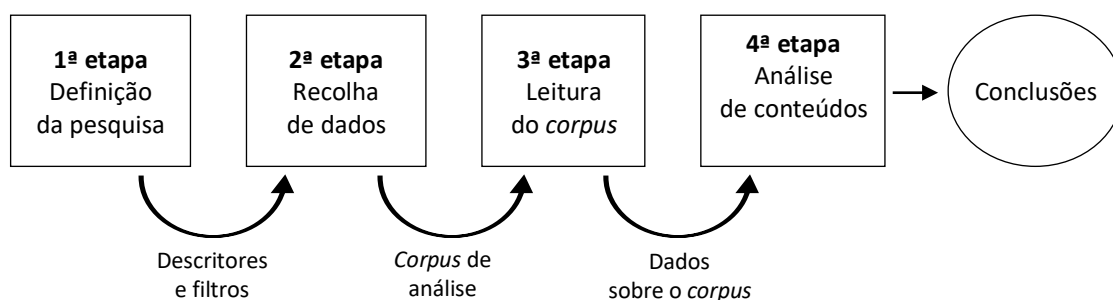 1ª etapa
Definição
da pesquisa
2ª etapa
Recolha
de dados
3ª etapa
Leitura
do corpus
4ª etapa
Análise
de conteúdos
Conclusões
Descritores
e filtros
Corpus de
análise
Dados
sobre o corpus